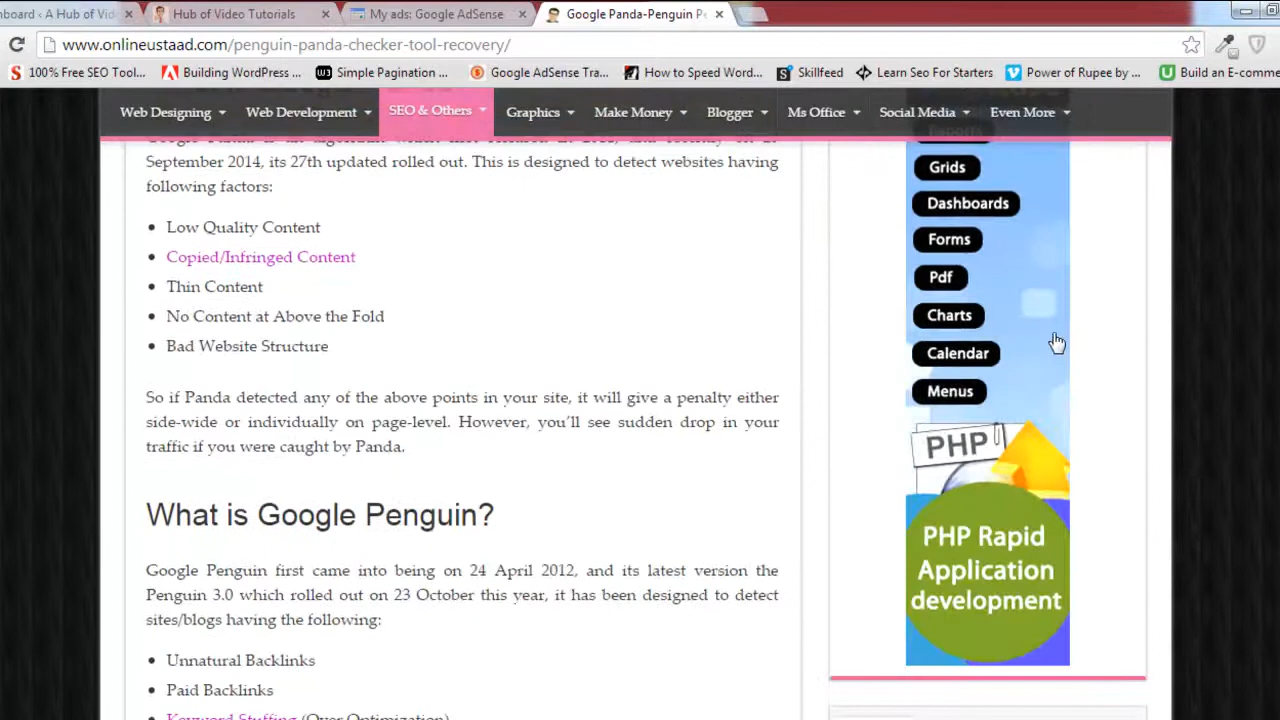 nboard ‹ A Hub of Vid
Hub of Video Tutorials
My ads: Google AdSense
Google Panda-Penguin Pe
www.onlineustaad.com/penguin-panda-checker-tool-recovery/
100% Free SEO Tool...
Building WordPress ...
Simple Pagination ...
Google AdSense Tra...
How to Speed Word...
Skillfeed
Learn Seo For Starters
Power of Rupee by ...
Build an E-comme
Web Designing
Web Development
SEO & Others
Graphics
Make Money
Blogger
Ms Office
Social Media
Even More
September 2014, its 27th updated rolled out. This is designed to detect websites having
following factors:
Low Quality Content
Copied/Infringed Content
Thin Content
No Content at Above the Fold
Bad Website Structure
So if Panda detected any of the above points in your site, it will give a penalty either
side-wide or individually on page-level. However, you'll see sudden drop in your
traffic if you were caught by Panda.
What is Google Penguin?
Google Penguin first came into being on 24 April 2012, and its latest version the
Penguin 3.0 which rolled out on 23 October this year, it has been designed to detect
sites/blogs having the following:
Unnatural Backlinks
Paid Backlinks
Keyword Stuffing (Over Optimization)
Reports
Grids
Dashboards
Forms
Pdf
Charts
Calendar
Menus
PHP
PHP Rapid
Application
development